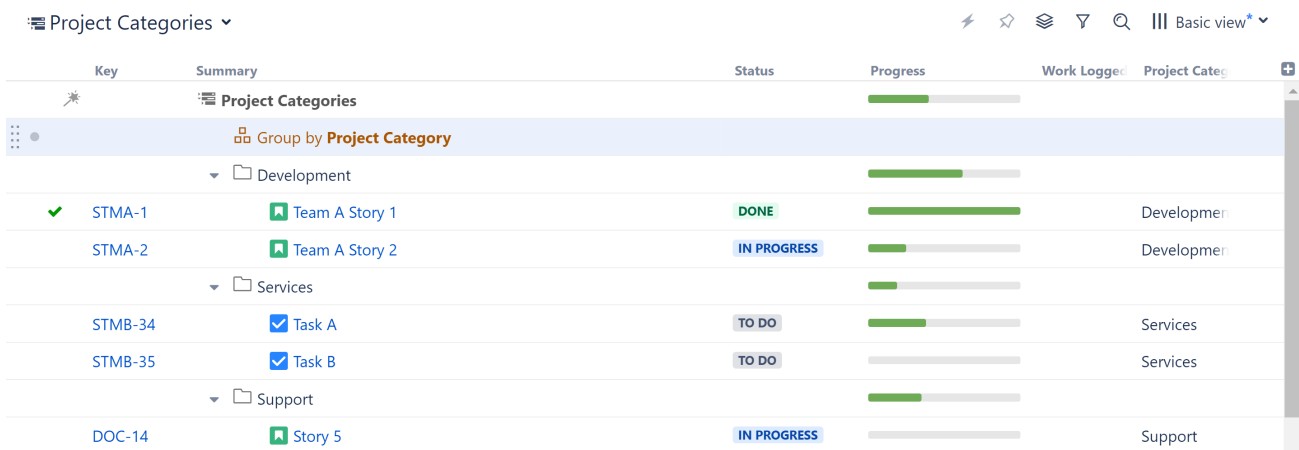 Project Categories Basic view*
Key Summary Status Progress Work Logged Project Categ
Project Categories
Group by Project Category
Development
STMA-1 Team A Story 1 DONE Developmen
STMA-2 Team A Story 2 IN PROGRESS Developmen
Services
STMB-34 Task A TO DO Services
STMB-35 Task B TO DO Services
Support
DOC-14 Story 5 IN PROGRESS Support